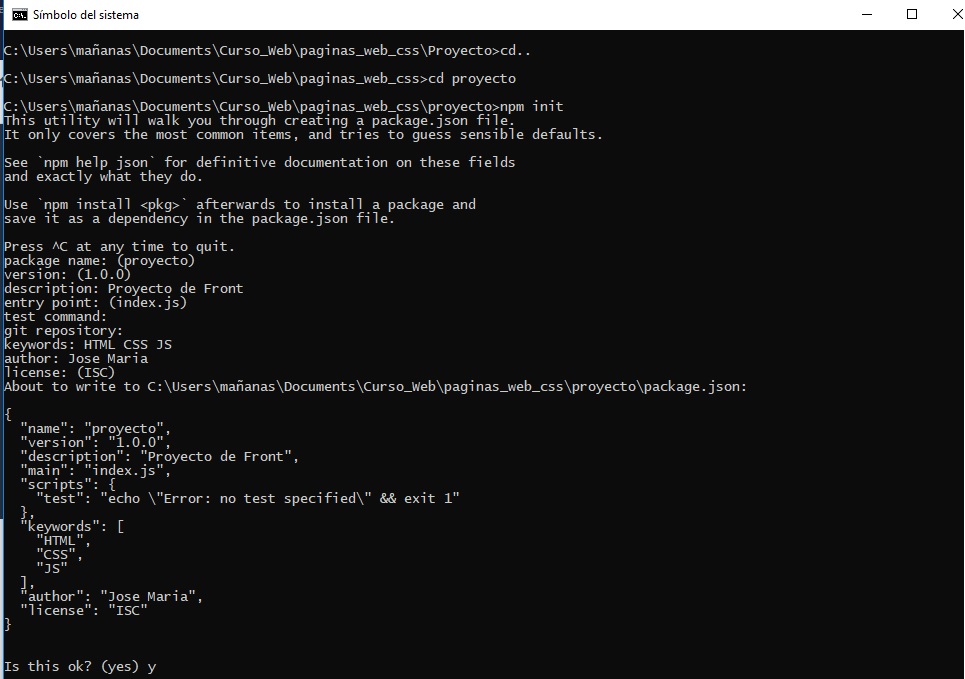 Símbolo del sistema
C:\Users\mañanas\Documents\Curso_Web\paginas_web_css\Proyecto>cd..
C:\Users\mañanas\Documents\Curso_Web\paginas_web_css>cd proyecto
C:\Users\mañanas\Documents\Curso_Web\paginas_web_css\proyecto>npm init
This utility will walk you through creating a package.json file.
It only covers the most common items, and tries to guess sensible defaults.
See `npm help json` for definitive documentation on these fields
and exactly what they do.
Use `npm install <pkg>` afterwards to install a package and
save it as a dependency in the package.json file.
Press ^C at any time to quit.
package name: (proyecto)
version: (1.0.0)
description: Proyecto de Front
entry point: (index.js)
test command:
git repository:
keywords: HTML CSS JS
author: Jose Maria
license: (ISC)
About to write to C:\Users\mañanas\Documents\Curso_Web\paginas_web_css\proyecto\package.json:
{
  "name": "proyecto",
  "version": "1.0.0",
  "description": "Proyecto de Front",
  "main": "index.js",
  "scripts": {
    "test": "echo \"Error: no test specified\" && exit 1"
  },
  "keywords": [
    "HTML",
    "CSS",
    "JS"
  ],
  "author": "Jose Maria",
  "license": "ISC"
}
Is this ok? (yes) y